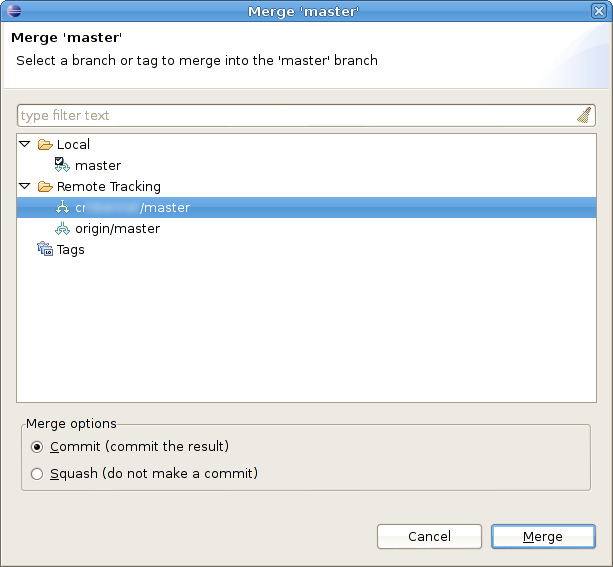 Merge 'master'
Merge 'master'
Select a branch or tag to merge into the 'master' branch
type filter text
Local
master
Remote Tracking
/master
origin/master
Tags
Merge options
Commit (commit the result)
Squash (do not make a commit)
Cancel
Merge